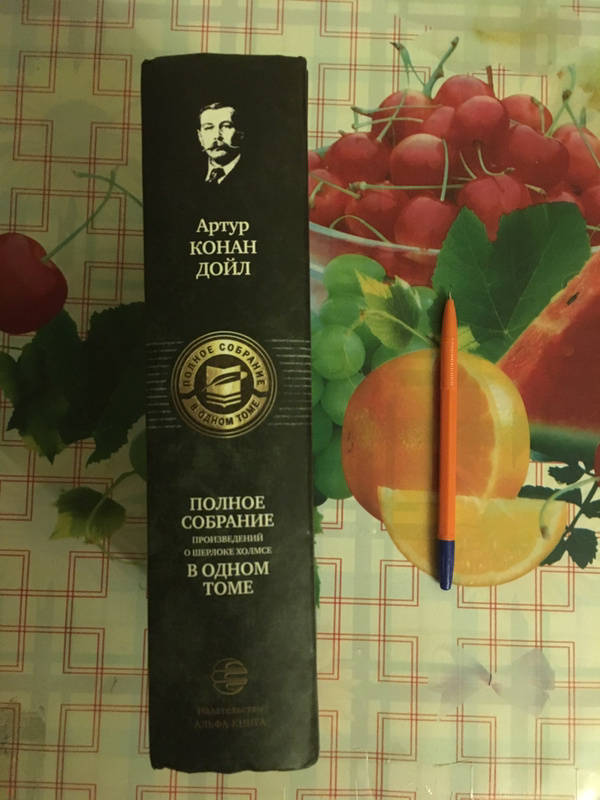 Артур
КОНАН
ДОЙЛ
ПОЛНОЕ СОБРАНИЕ
В ОДНОМ ТОМЕ
ПОЛНОЕ
СОБРАНИЕ
ПРОИЗВЕДЕНИЙ
О ШЕРЛОКЕ ХОЛМСЕ
В ОДНОМ
ТОМЕ
Издательство
АЛЬФА-КНИГА